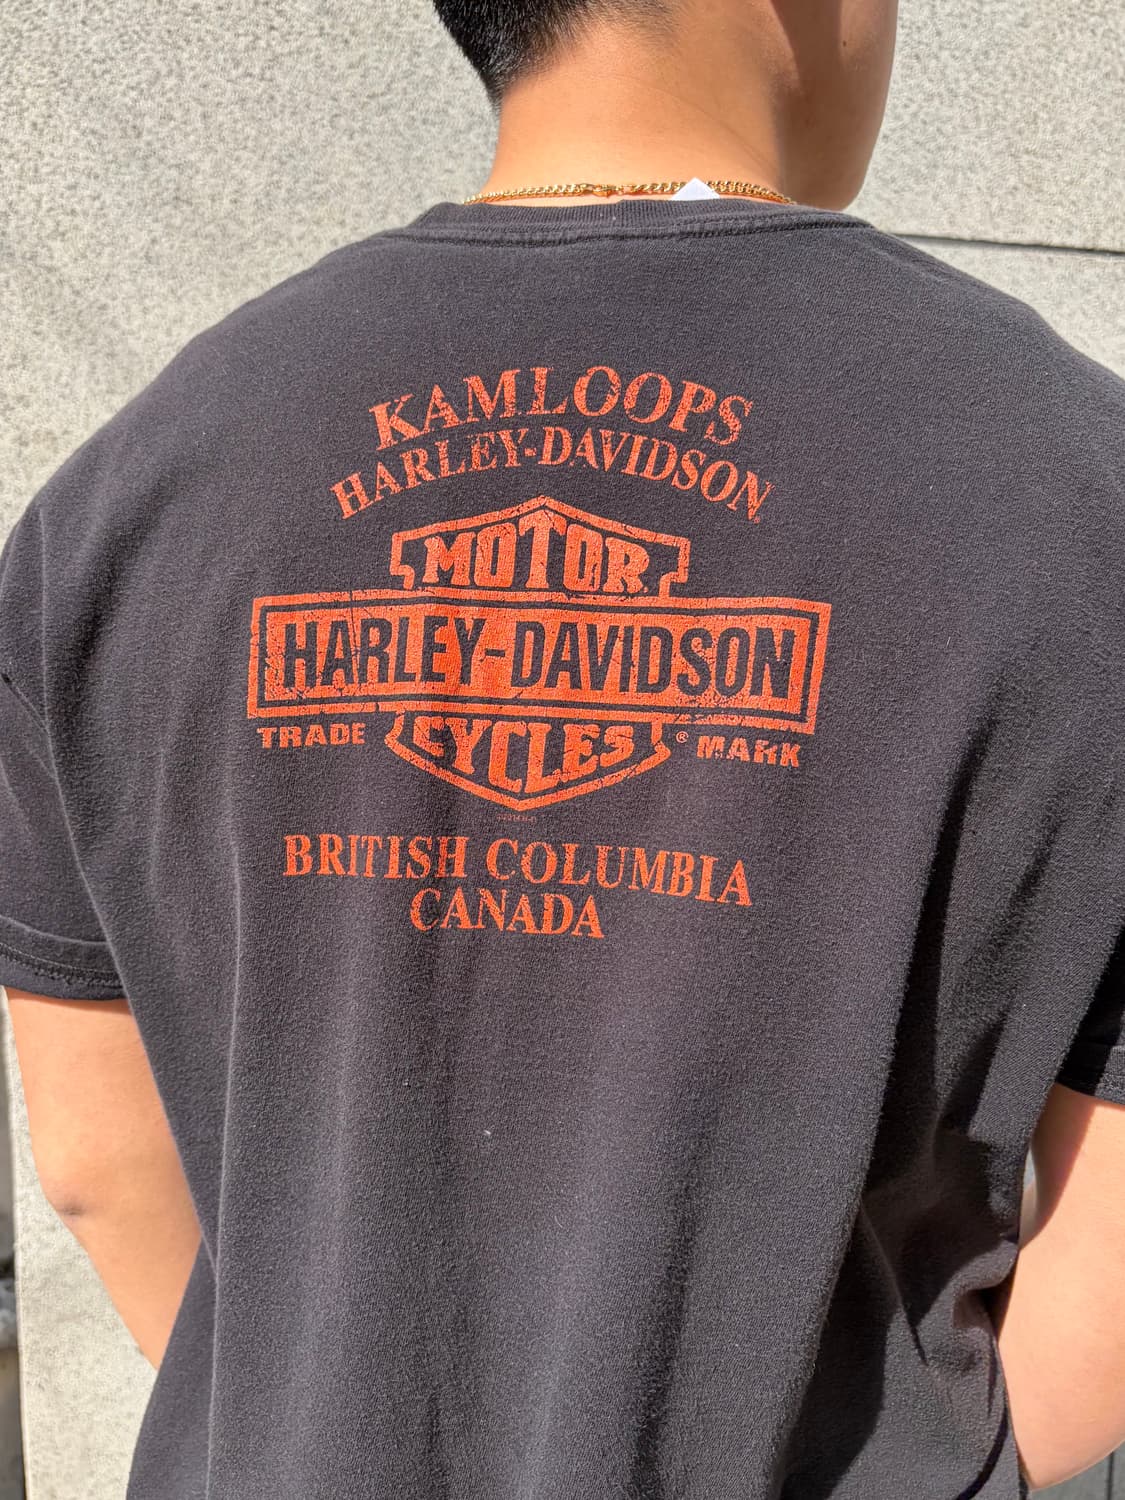 KAMLOOPS
HARLEY-DAVIDSON
MOTOR
HARLEY-DAVIDSON
TRADE CYCLES ® MARK
BRITISH COLUMBIA
CANADA